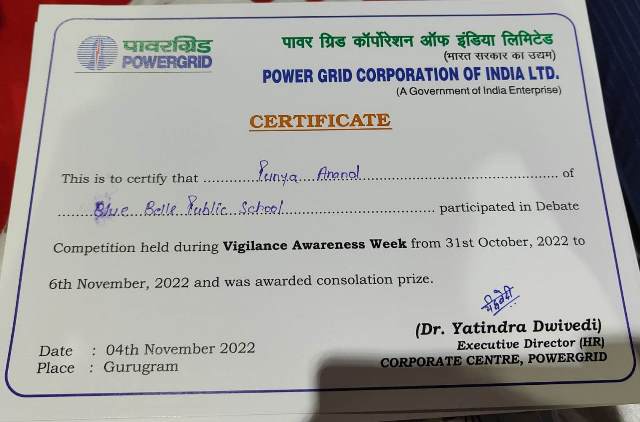 पावरग्रिड
POWERGRID
पावर ग्रिड कॉर्पोरेशन ऑफ इंडिया लिमिटेड
(भारत सरकार का उद्यम)
POWER GRID CORPORATION OF INDIA LTD.
(A Government of India Enterprise)
CERTIFICATE
This is to certify that Punya Anand of
Blue Belle Public School participated in Debate
Competition held during Vigilance Awareness Week from 31st October, 2022 to
6th November, 2022 and was awarded consolation prize.
(Dr. Yatindra Dwivedi)
Executive Director (HR)
CORPORATE CENTRE, POWERGRID
Date : 04th November 2022
Place : Gurugram